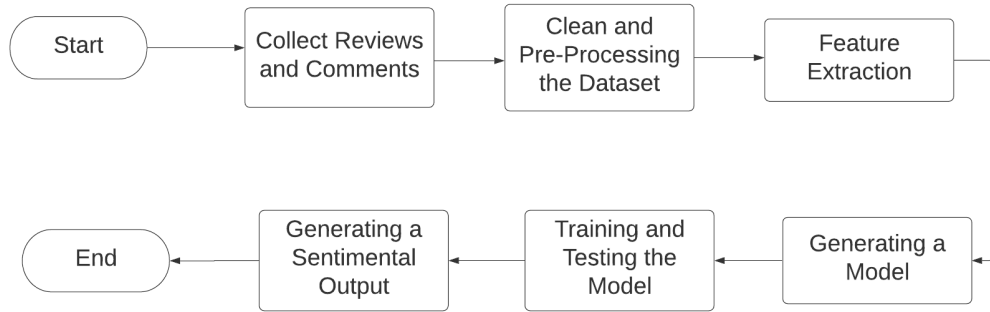 Start
Collect Reviews
and Comments
Clean and
Pre-Processing
the Dataset
Feature
Extraction
Generating a
Model
Training and
Testing the
Model
Generating a
Sentimental
Output
End